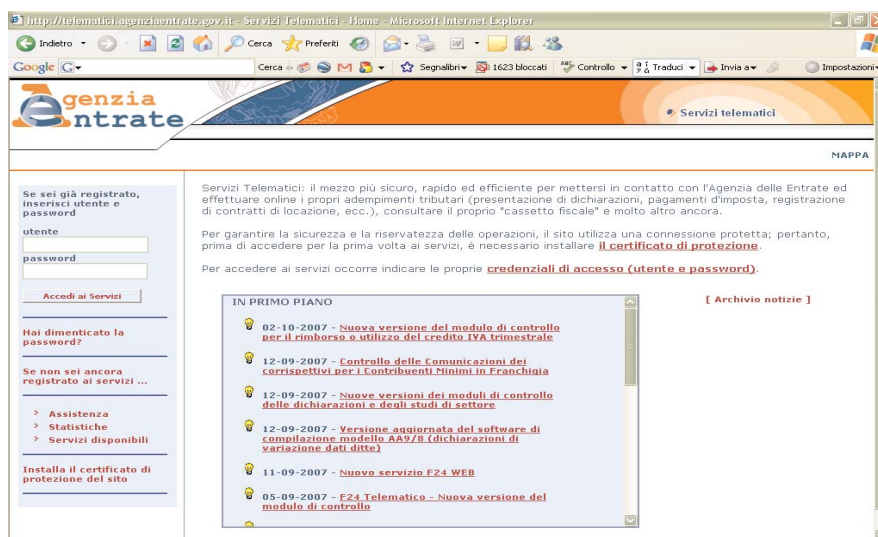 http://telematici.agenziaentrate.gov.it - Servizi Telematici - Home - Microsoft Internet Explorer
Indietro Cerca Preferiti
Google G Cerca Segnalibri 1623 bloccati Controllo Traduci Invia a Impostazioni
Agenzia
Entrate
Servizi telematici
MAPPA
Se sei già registrato,
inserisci utente e
password
utente
password
Accedi ai Servizi
Hai dimenticato la
password?
Se non sei ancora
registrato ai servizi ...
> Assistenza
> Statistiche
> Servizi disponibili
Installa il certificato di
protezione del sito
Servizi Telematici: il mezzo più sicuro, rapido ed efficiente per mettersi in contatto con l'Agenzia delle Entrate ed
effettuare online i propri adempimenti tributari (presentazione di dichiarazioni, pagamenti d'imposta, registrazione
di contratti di locazione, ecc.), consultare il proprio "cassetto fiscale" e molto altro ancora.
Per garantire la sicurezza e la riservatezza delle operazioni, il sito utilizza una connessione protetta; pertanto,
prima di accedere per la prima volta ai servizi, è necessario installare il certificato di protezione.
Per accedere ai servizi occorre indicare le proprie credenziali di accesso (utente e password).
IN PRIMO PIANO
02-10-2007 - Nuova versione del modulo di controllo
per il rimborso o utilizzo del credito IVA trimestrale
12-09-2007 - Controllo delle Comunicazioni dei
corrispettivi per i Contribuenti Minimi in Franchigia
12-09-2007 - Nuove versioni dei moduli di controllo
delle dichiarazioni e degli studi di settore
12-09-2007 - Versione aggiornata del software di
compilazione modello AA9/8 (dichiarazioni di
variazione dati ditte)
11-09-2007 - Nuovo servizio F24 WEB
05-09-2007 - F24 Telematico - Nuova versione del
modulo di controllo
[ Archivio notizie ]